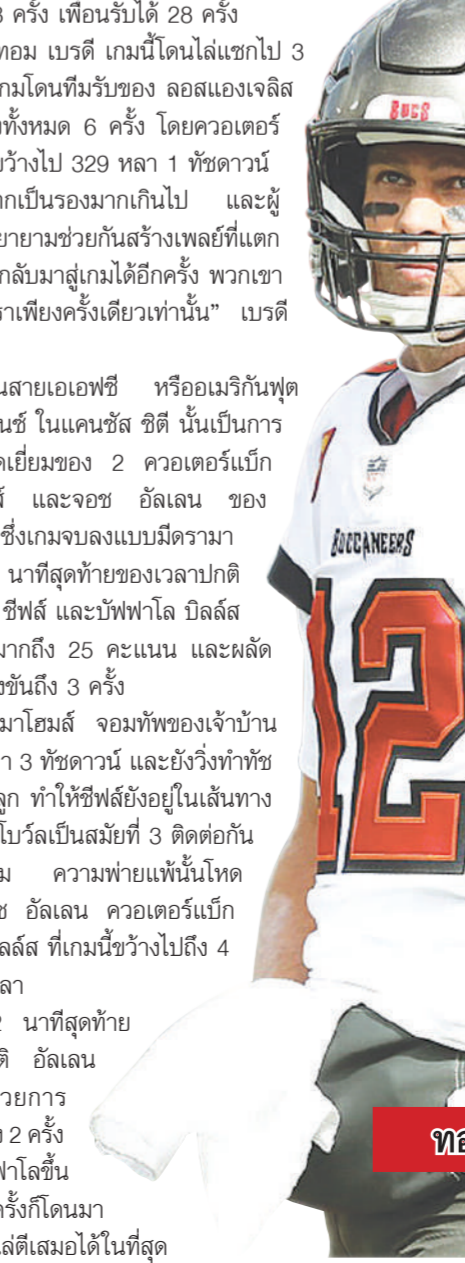 3 ครั้ง เพื่อนรับได้ 28 ครั้ง
ทอม เบรดี เกมนี้โดนไล่แซกไป 3
เกมโดนทีมรับของ ลอสแองเจลิส
ทั้งหมด 6 ครั้ง โดยควอเตอร์
ขว้างไป 329 หลา 1 ทัชดาวน์
เป็นรองมากเกินไป และผู้
ยายามช่วยกันสร้างเพลย์ที่แตก
กลับมาสู่เกมได้อีกครั้ง พวกเขา
ราเพียงครั้งเดียวเท่านั้น” เบรดี
นสายเอเอฟซี หรืออเมริกันฟุต
นซ์ ในแคนซัส ซิตี นั้นเป็นการ
ดเยี่ยมของ 2 ควอเตอร์แบ็ก
ส์ และจอช อัลเลน ของ
ซึ่งเกมจบลงแบบมีดรามา
นาทีสุดท้ายของเวลาปกติ
ชีฟส์ และบัฟฟาโล บิลล์ส
มากถึง 25 คะแนน และผลัด
งขันถึง 3 ครั้ง
มาโฮมส์ จอมทัพของเจ้าบ้าน
า 3 ทัชดาวน์ และยังวิ่งทำทัช
ลูก ทำให้ชีฟส์ยังอยู่ในเส้นทาง
โบว์ลเป็นสมัยที่ 3 ติดต่อกัน
ม ความพ่ายแพ้นั้นโหด
ช อัลเลน ควอเตอร์แบ็ก
ลล์ส ที่เกมนี้ขว้างไปถึง 4
ลา
2 นาทีสุดท้าย
ติ อัลเลน
วยการ
ง 2 ครั้ง
ฟาโลขึ้น
ครั้งก็โดนมา
ล่ตีเสมอได้ในที่สุด
BUCS
BUCCANEERS
12
ทอ